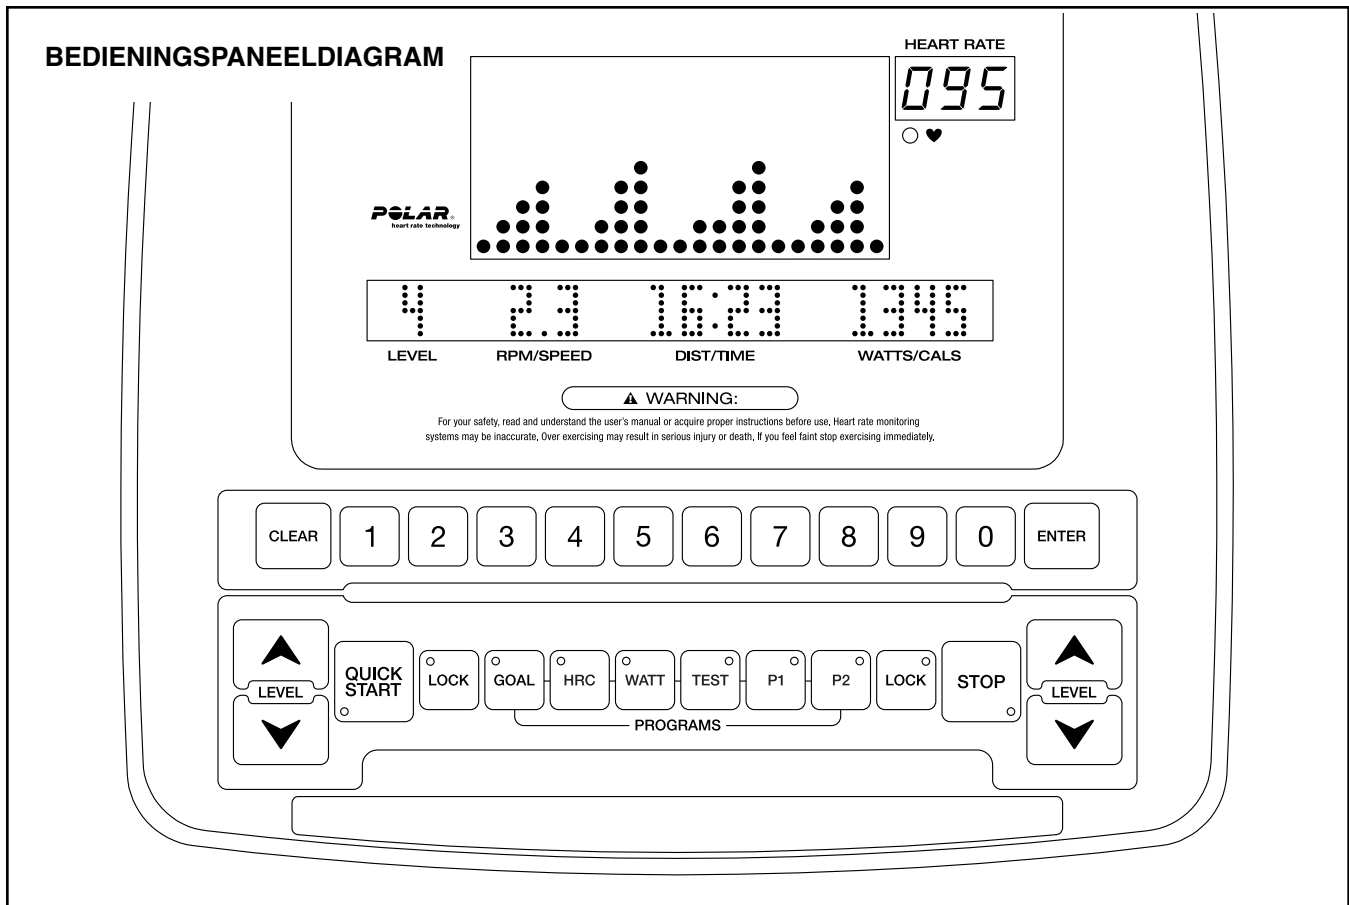 BEDIENINGSPANEELDIAGRAM
HEART RATE
095
POLAR®
heart rate technology
4 2.3 16:23 1345
LEVEL RPM/SPEED DIST/TIME WATTS/CALS
WARNING:
For your safety, read and understand the user's manual or acquire proper instructions before use. Heart rate monitoring
systems may be inaccurate. Over exercising may result in serious injury or death. If you feel faint stop exercising immediately.
CLEAR 1 2 3 4 5 6 7 8 9 0 ENTER
LEVEL
QUICK
START
LOCK GOAL HRC WATT TEST P1 P2 LOCK STOP
LEVEL
PROGRAMS